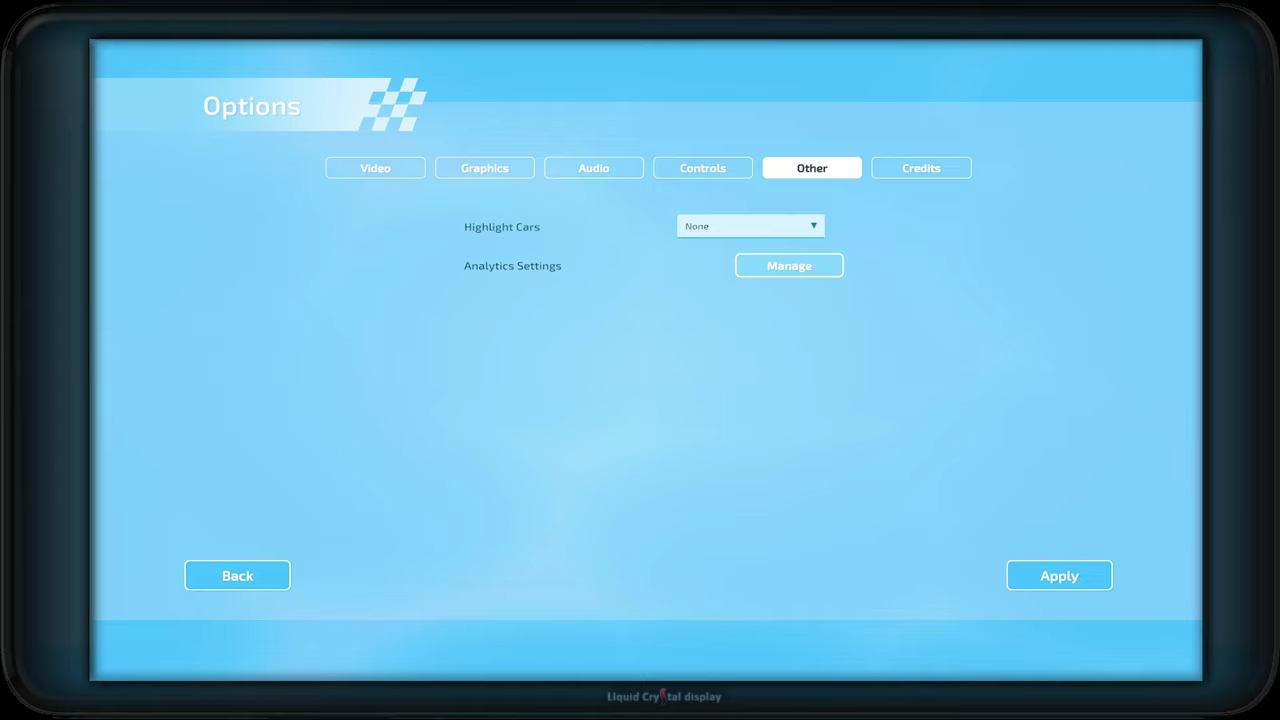 Options
Video Graphics Audio Controls Other Credits
Highlight Cars None
Analytics Settings Manage
Back Apply
Liquid Crystal display